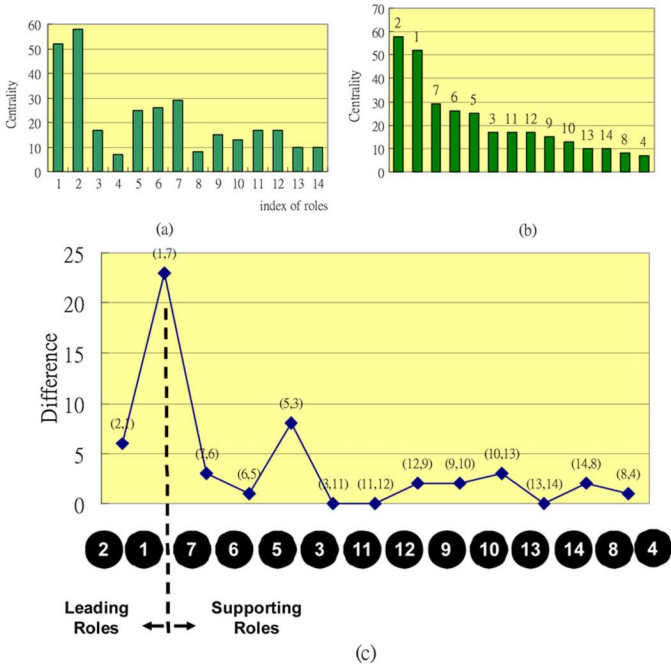 60
50
40
30
20
10
0
Centrality
1 2 3 4 5 6 7 8 9 10 11 12 13 14
index of roles
(a)
70
60
50
40
30
20
10
0
Centrality
2 1 7 6 5 3 11 12 9 10 13 14 8 4
(b)
25
20
15
10
5
0
Difference
(2,1) (1,7) (7,6) (6,5) (5,3) (3,11) (11,12) (12,9) (9,10) (10,13) (13,14) (14,8) (8,4)
2 1 7 6 5 3 11 12 9 10 13 14 8 4
Leading Supporting
Roles Roles
(c)